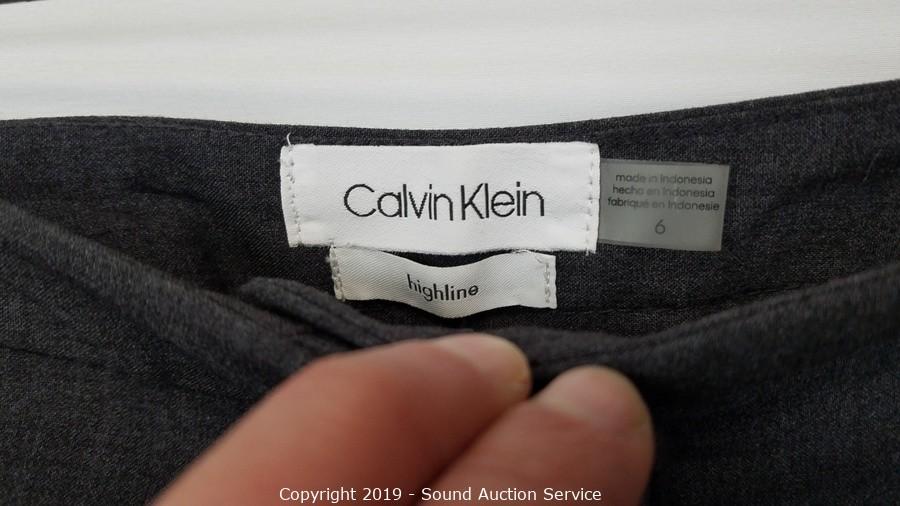 Calvin Klein
made in Indonesia
hecho en Indonesia
fabriqué en Indonesie
6
highline
Copyright 2019 - Sound Auction Service